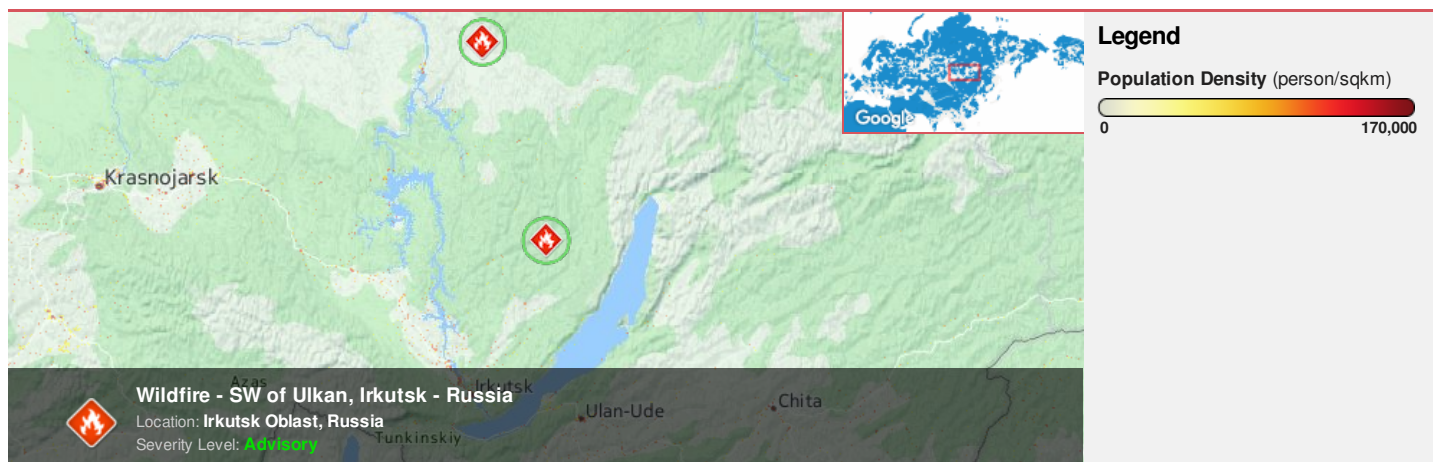 Google
Krasnojarsk
Azas
Irkutsk
Ulan-Ude
Chita
Tunkinskiy
Wildfire - SW of Ulkan, Irkutsk - Russia
Location: Irkutsk Oblast, Russia
Severity Level: Advisory
Legend
Population Density (person/sqkm)
0 170,000